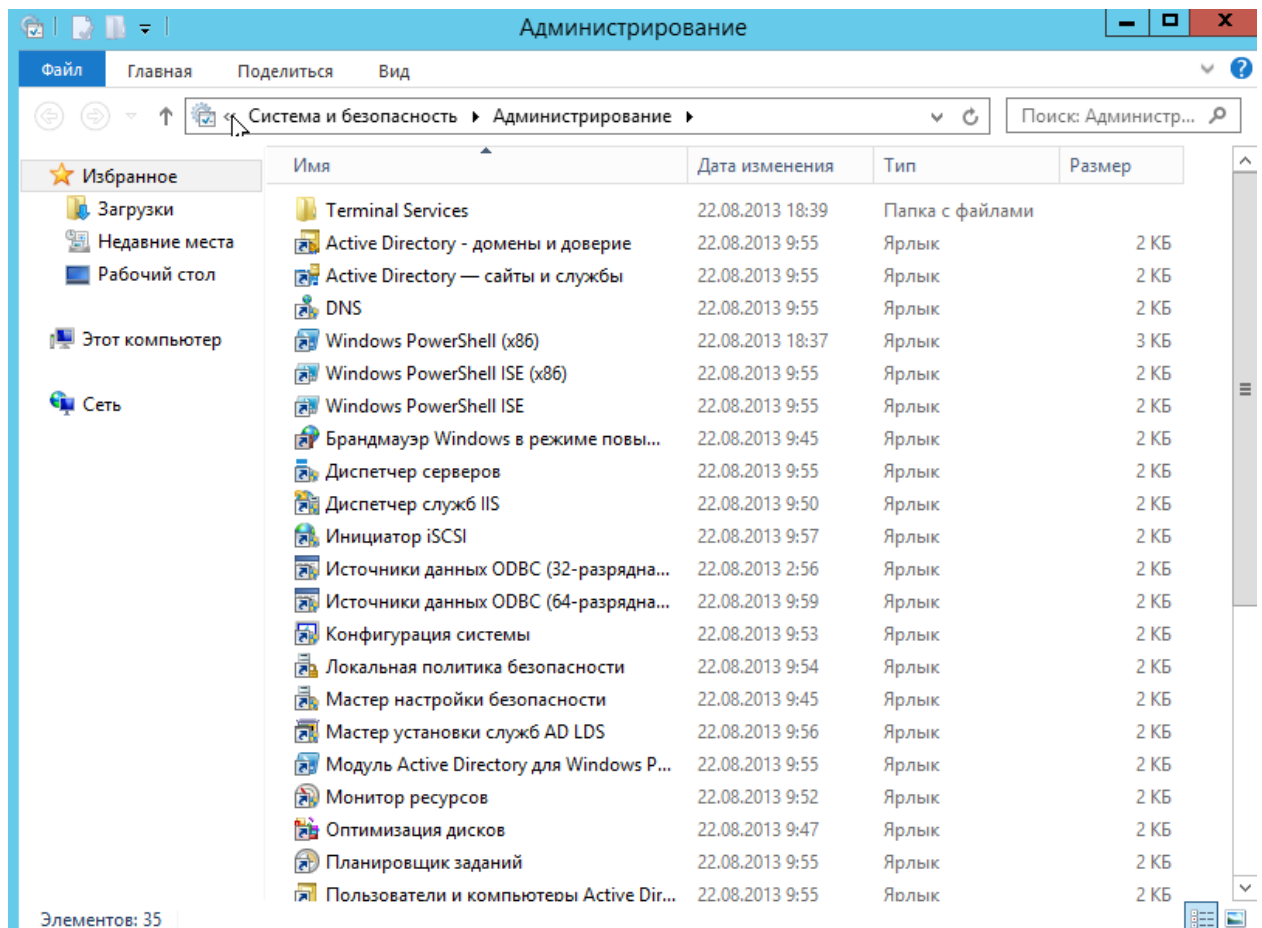 Администрирование
Файл Главная Поделиться Вид
« Система и безопасность Администрирование Поиск: Администр...
Избранное
Загрузки
Недавние места
Рабочий стол
Этот компьютер
Сеть
Имя Дата изменения Тип Размер
Terminal Services 22.08.2013 18:39 Папка с файлами
Active Directory - домены и доверие 22.08.2013 9:55 Ярлык 2 КБ
Active Directory — сайты и службы 22.08.2013 9:55 Ярлык 2 КБ
DNS 22.08.2013 9:55 Ярлык 2 КБ
Windows PowerShell (x86) 22.08.2013 18:37 Ярлык 3 КБ
Windows PowerShell ISE (x86) 22.08.2013 9:55 Ярлык 2 КБ
Windows PowerShell ISE 22.08.2013 9:55 Ярлык 2 КБ
Брандмауэр Windows в режиме повы... 22.08.2013 9:45 Ярлык 2 КБ
Диспетчер серверов 22.08.2013 9:55 Ярлык 2 КБ
Диспетчер служб IIS 22.08.2013 9:50 Ярлык 2 КБ
Инициатор iSCSI 22.08.2013 9:57 Ярлык 2 КБ
Источники данных ODBC (32-разрядна... 22.08.2013 2:56 Ярлык 2 КБ
Источники данных ODBC (64-разрядна... 22.08.2013 9:59 Ярлык 2 КБ
Конфигурация системы 22.08.2013 9:53 Ярлык 2 КБ
Локальная политика безопасности 22.08.2013 9:54 Ярлык 2 КБ
Мастер настройки безопасности 22.08.2013 9:45 Ярлык 2 КБ
Мастер установки служб AD LDS 22.08.2013 9:56 Ярлык 2 КБ
Модуль Active Directory для Windows P... 22.08.2013 9:55 Ярлык 2 КБ
Монитор ресурсов 22.08.2013 9:52 Ярлык 2 КБ
Оптимизация дисков 22.08.2013 9:47 Ярлык 2 КБ
Планировщик заданий 22.08.2013 9:55 Ярлык 2 КБ
Пользователи и компьютеры Active Dir... 22.08.2013 9:55 Ярлык 2 КБ
Элементов: 35